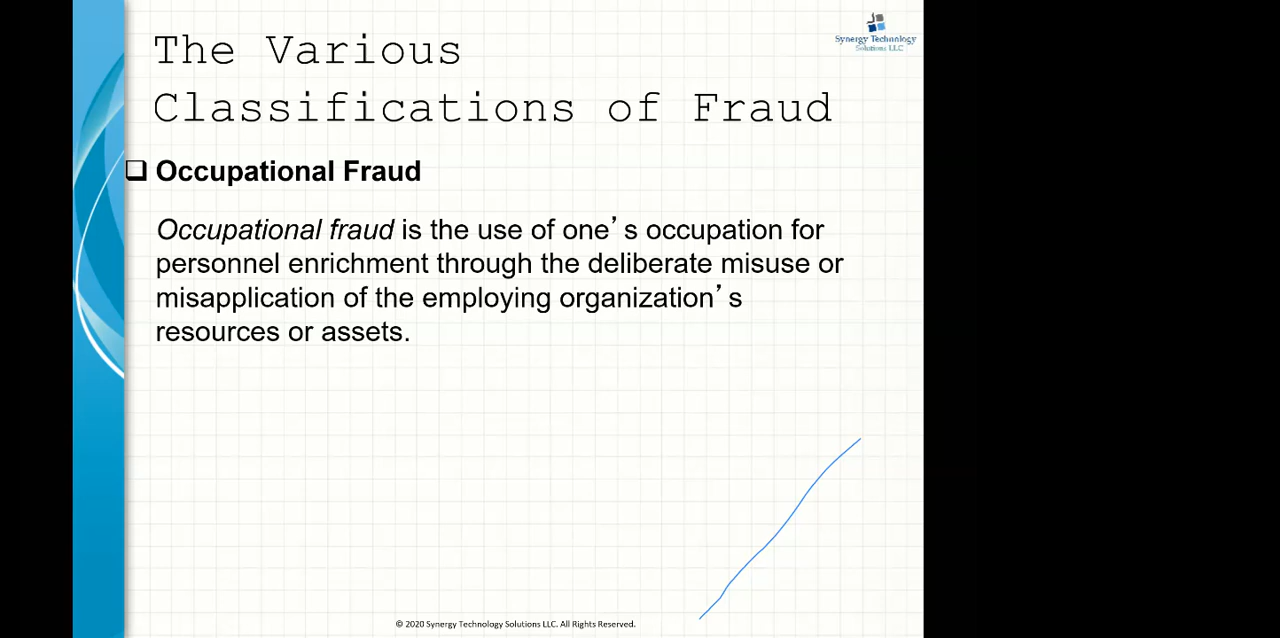 The Various
Synergy Technology
Solutions LLC
Classifications of Fraud
Occupational Fraud
Occupational fraud is the use of one’s occupation for
personnel enrichment through the deliberate misuse or
misapplication of the employing organization’s
resources or assets.
© 2020 Synergy Technology Solutions LLC. All Rights Reserved.